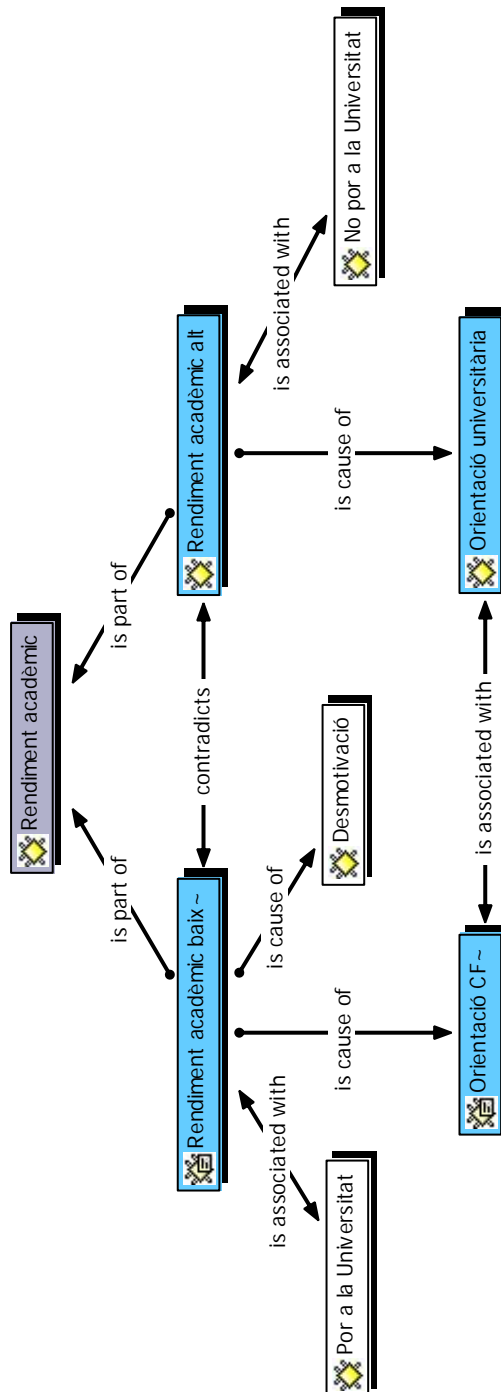 Rendiment acadèmic
is part of
is part of
Rendiment acadèmic baix ~
contradicts
Rendiment acadèmic alt
is associated with
is cause of
is cause of
is cause of
is associated with
Por a la Universitat
Desmotivació
No por a la Universitat
Orientació CF ~
is associated with
Orientació universitària